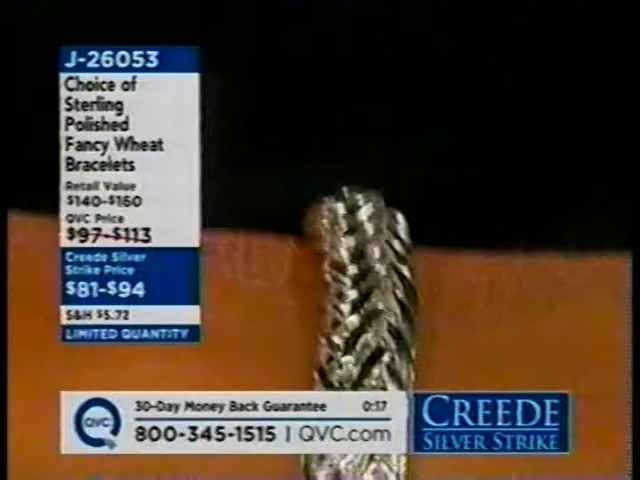 J-26053
Choice of
Sterling
Polished
Fancy Wheat
Bracelets
Retail Value
$140-$160
QVC Price
$97-$113
Creede Silver
Strike Price
$81-$94
S&H $5.72
LIMITED QUANTITY
QVC
30-Day Money Back Guarantee 0:17
800-345-1515 | QVC.com
CREEDE
SILVER STRIKE